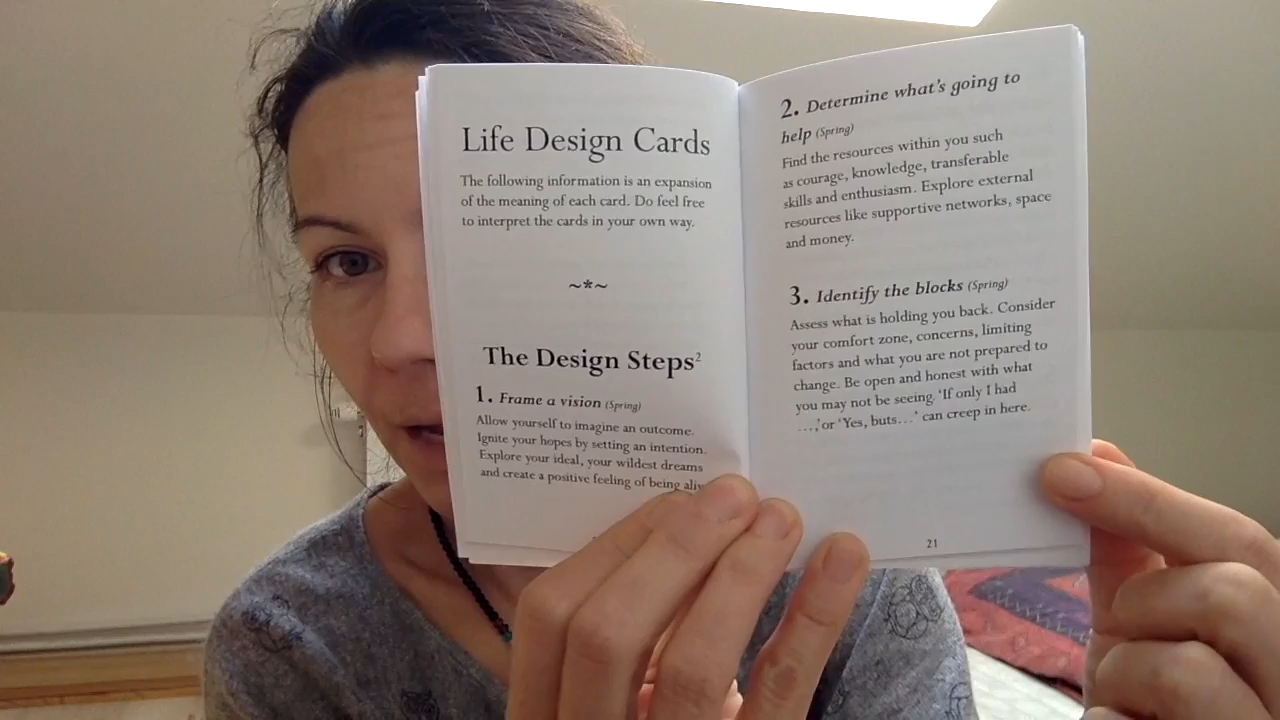 Life Design Cards
The following information is an expansion
of the meaning of each card. Do feel free
to interpret the cards in your own way.
~*~
The Design Steps²
1. Frame a vision (Spring)
Allow yourself to imagine an outcome.
Ignite your hopes by setting an intention.
Explore your ideal, your wildest dreams
and create a positive feeling of being
2. Determine what's going to
help (Spring)
Find the resources within you such
as courage, knowledge, transferable
skills and enthusiasm. Explore external
resources like supportive networks, space
and money.
3. Identify the blocks (Spring)
Assess what is holding you back. Consider
your comfort zone, concerns, limiting
factors and what you are not prepared to
change. Be open and honest with what
you may not be seeing. 'If only I had
…,' or 'Yes, buts…' can creep in here.
21